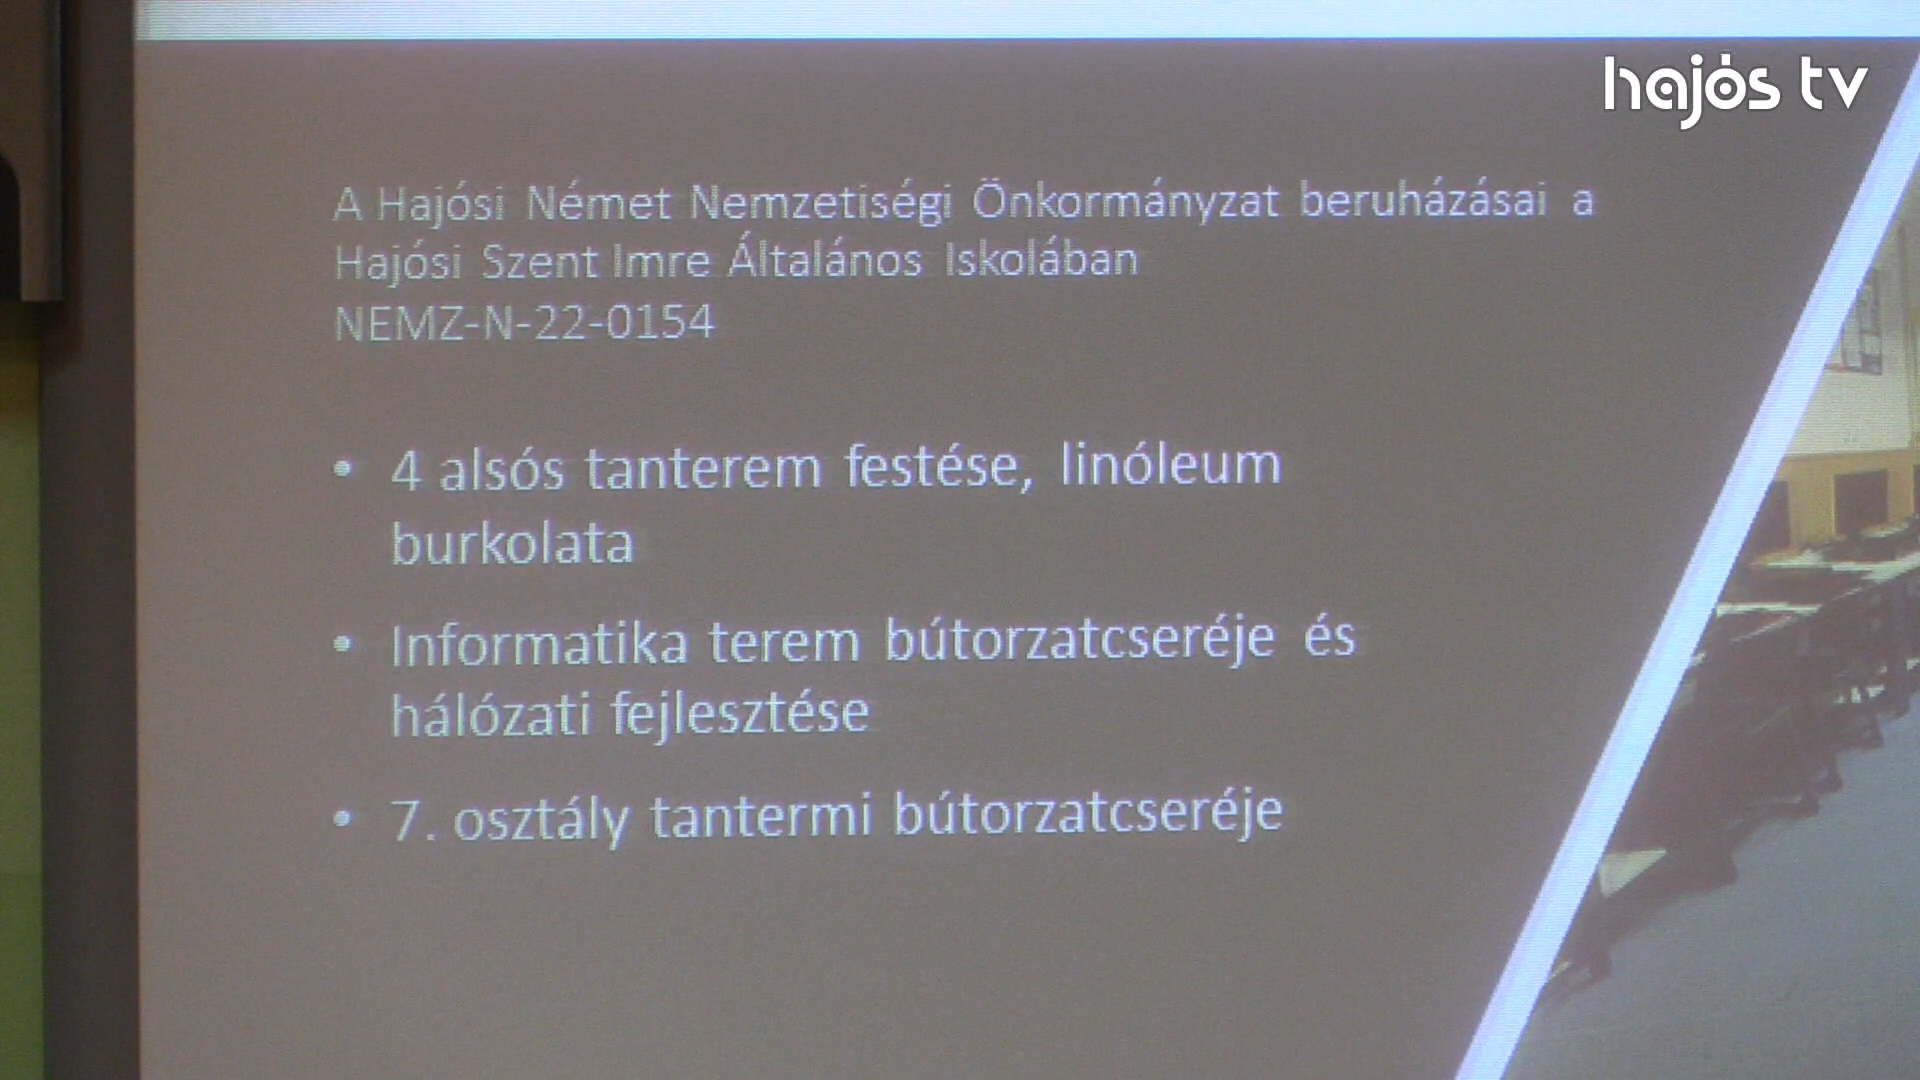 hajós tv
A Hajósi Német Nemzetiségi Önkormányzat beruházásai a
Hajósi Szent Imre Általános Iskolában
NEMZ-N-22-0154
• 4 alsós tanterem festése, linóleum
burkolata
• Informatika terem bútorzatcseréje és
hálózati fejlesztése
• 7. osztály tantermi bútorzatcseréje